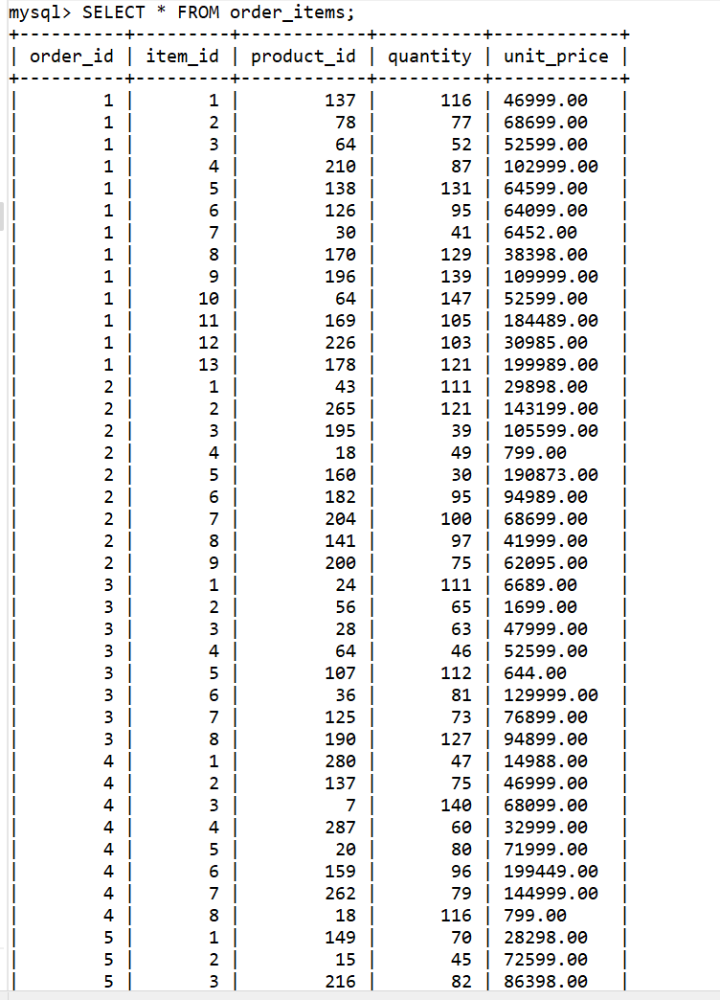 mysql> SELECT * FROM order_items;
+----------+---------+------------+----------+------------+
| order_id | item_id | product_id | quantity | unit_price |
+----------+---------+------------+----------+------------+
|        1 |       1 |        137 |      116 | 46999.00   |
|        1 |       2 |         78 |       77 | 68699.00   |
|        1 |       3 |         64 |       52 | 52599.00   |
|        1 |       4 |        210 |       87 | 102999.00  |
|        1 |       5 |        138 |      131 | 64599.00   |
|        1 |       6 |        126 |       95 | 64099.00   |
|        1 |       7 |         30 |       41 | 6452.00    |
|        1 |       8 |        170 |      129 | 38398.00   |
|        1 |       9 |        196 |      139 | 109999.00  |
|        1 |      10 |         64 |      147 | 52599.00   |
|        1 |      11 |        169 |      105 | 184489.00  |
|        1 |      12 |        226 |      103 | 30985.00   |
|        1 |      13 |        178 |      121 | 199989.00  |
|        2 |       1 |         43 |      111 | 29898.00   |
|        2 |       2 |        265 |      121 | 143199.00  |
|        2 |       3 |        195 |       39 | 105599.00  |
|        2 |       4 |         18 |       49 | 799.00     |
|        2 |       5 |        160 |       30 | 190873.00  |
|        2 |       6 |        182 |       95 | 94989.00   |
|        2 |       7 |        204 |      100 | 68699.00   |
|        2 |       8 |        141 |       97 | 41999.00   |
|        2 |       9 |        200 |       75 | 62095.00   |
|        3 |       1 |         24 |      111 | 6689.00    |
|        3 |       2 |         56 |       65 | 1699.00    |
|        3 |       3 |         28 |       63 | 47999.00   |
|        3 |       4 |         64 |       46 | 52599.00   |
|        3 |       5 |        107 |      112 | 644.00     |
|        3 |       6 |         36 |       81 | 129999.00  |
|        3 |       7 |        125 |       73 | 76899.00   |
|        3 |       8 |        190 |      127 | 94899.00   |
|        4 |       1 |        280 |       47 | 14988.00   |
|        4 |       2 |        137 |       75 | 46999.00   |
|        4 |       3 |          7 |      140 | 68099.00   |
|        4 |       4 |        287 |       60 | 32999.00   |
|        4 |       5 |         20 |       80 | 71999.00   |
|        4 |       6 |        159 |       96 | 199449.00  |
|        4 |       7 |        262 |       79 | 144999.00  |
|        4 |       8 |         18 |      116 | 799.00     |
|        5 |       1 |        149 |       70 | 28298.00   |
|        5 |       2 |         15 |       45 | 72599.00   |
|        5 |       3 |        216 |       82 | 86398.00   |